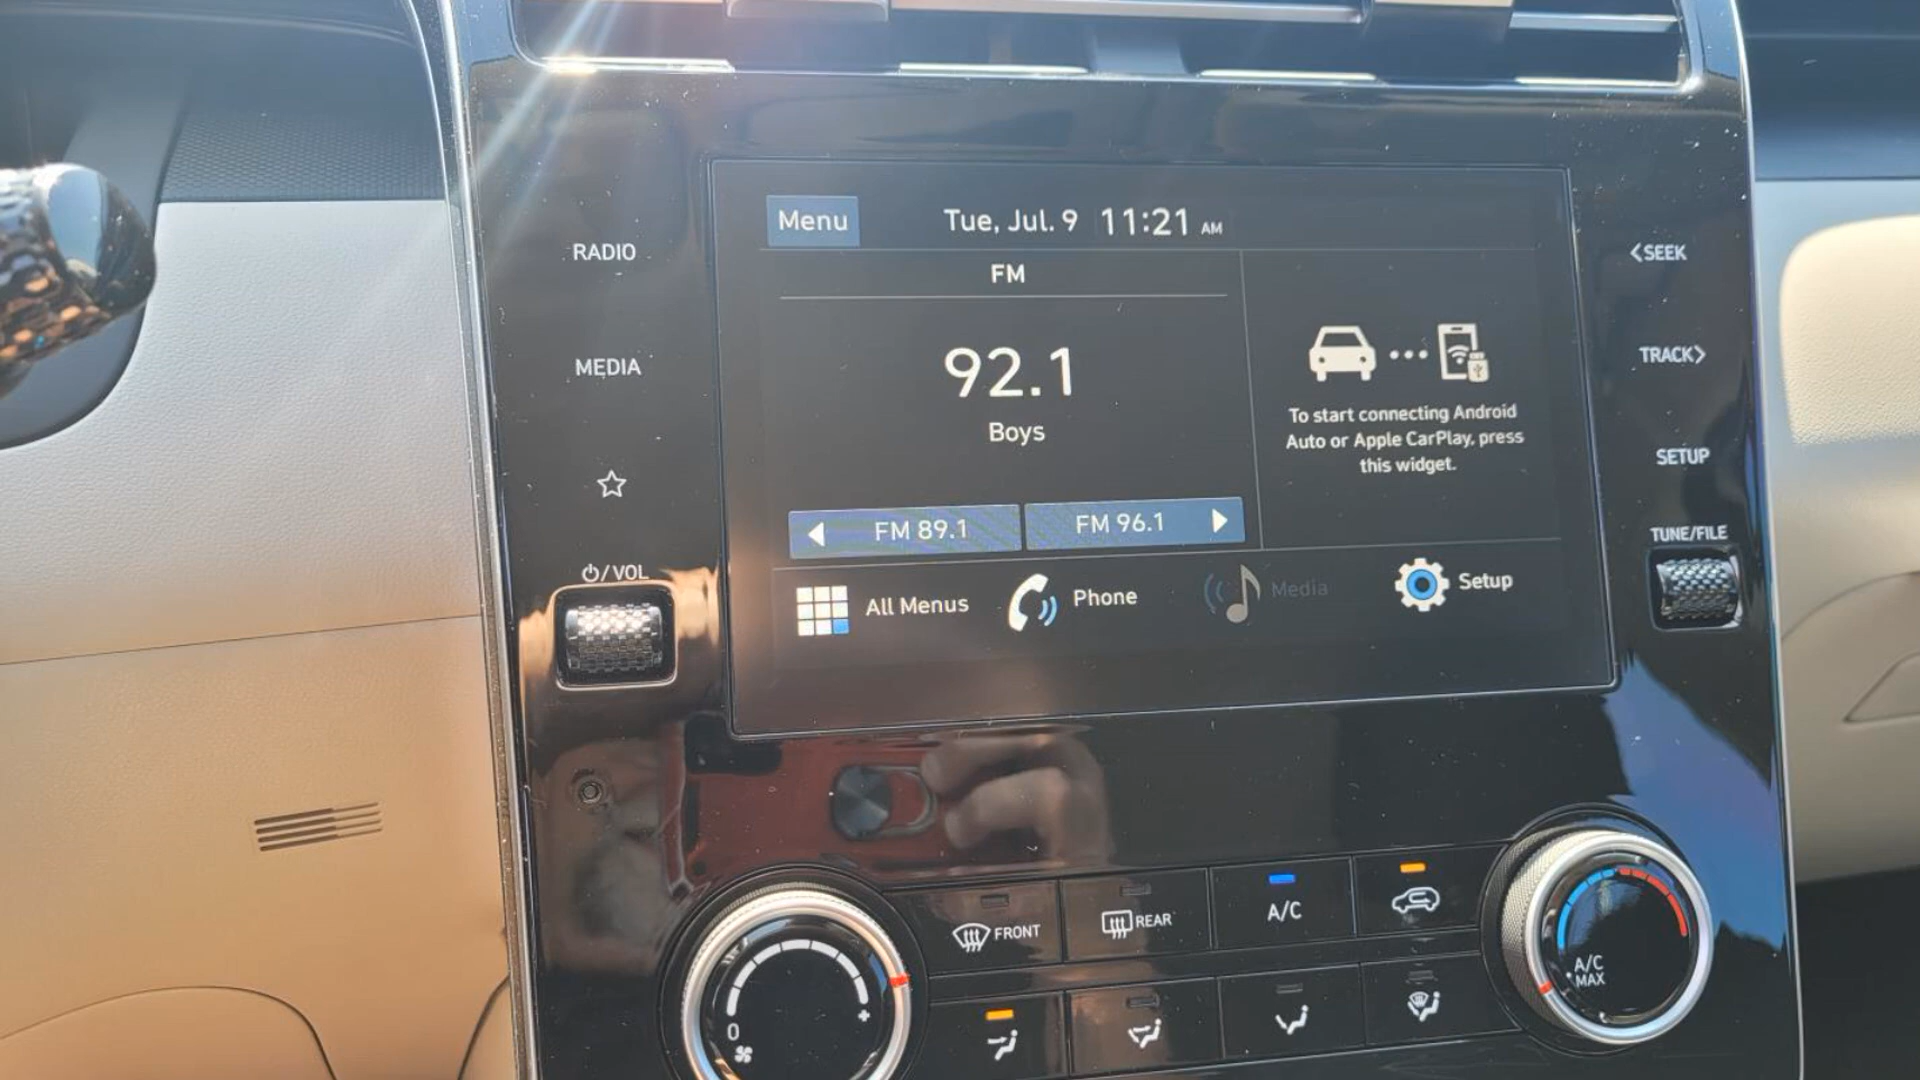 Menu
Tue, Jul. 9 11:21 AM
FM
92.1
Boys
FM 89.1
FM 96.1
To start connecting Android
Auto or Apple CarPlay, press
this widget.
All Menus
Phone
Media
Setup
RADIO
MEDIA
/ VOL
<SEEK
TRACK>
SETUP
TUNE/FILE
FRONT
REAR
A/C
0
+
A/C
MAX